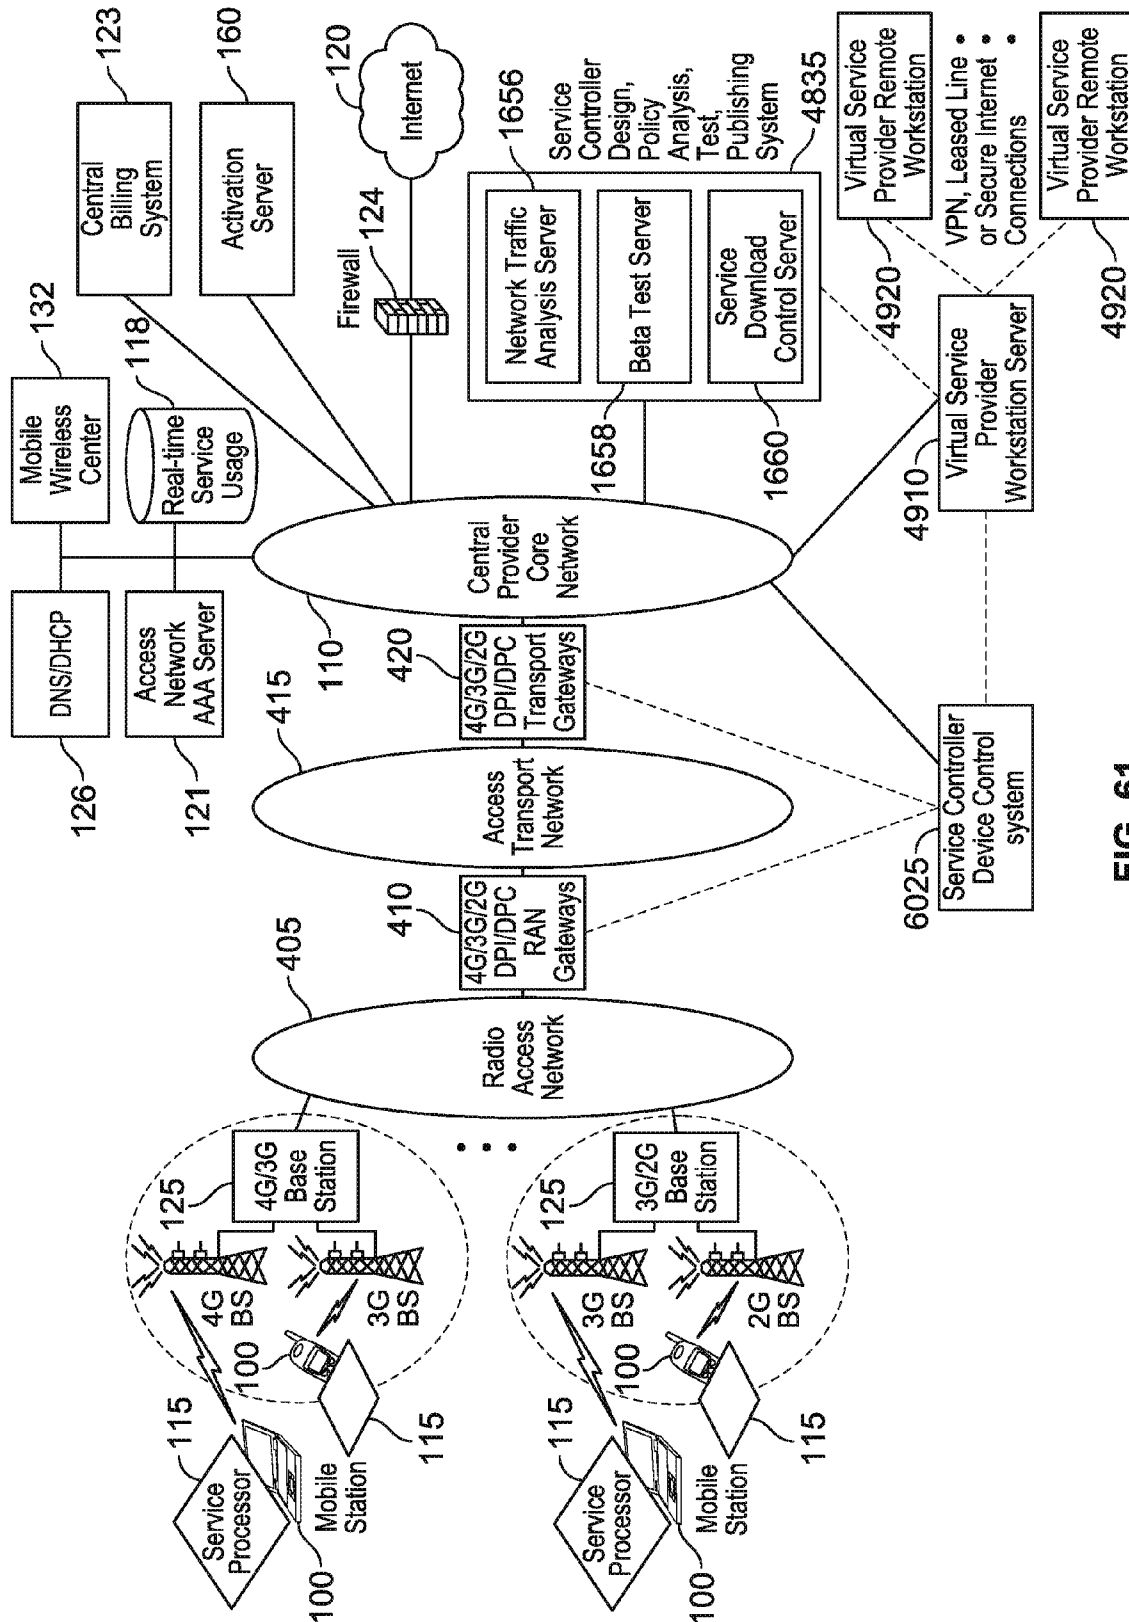 Service
Processor
115
100
Mobile
Station
100
115
4G
BS
3G
BS
125
4G/3G
Base
Station
Service
Processor
115
100
Mobile
Station
100
115
3G
BS
2G
BS
125
3G/2G
Base
Station
Radio
Access
Network
405
4G/3G/2G
DPI/DPC
RAN
Gateways
410
Access
Transport
Network
415
4G/3G/2G
DPI/DPC
Transport
Gateways
420
Central
Provider
Core
Network
110
DNS/DHCP
126
Access
Network
AAA Server
121
Mobile
Wireless
Center
132
Real-time
Service
Usage
118
Central
Billing
System
123
Activation
Server
160
Firewall
124
Internet
120
Network Traffic
Analysis Server
1656
Beta Test Server
1658
Service
Download
Control Server
1660
Service
Controller
Design,
Policy
Analysis,
Test,
Publishing
System
4835
Service Controller
Device Control
system
6025
Virtual Service
Provider
Workstation Server
4910
Virtual Service
Provider Remote
Workstation
4920
VPN, Leased Line
or Secure Internet
Connections
Virtual Service
Provider Remote
Workstation
4920
FIG. 61